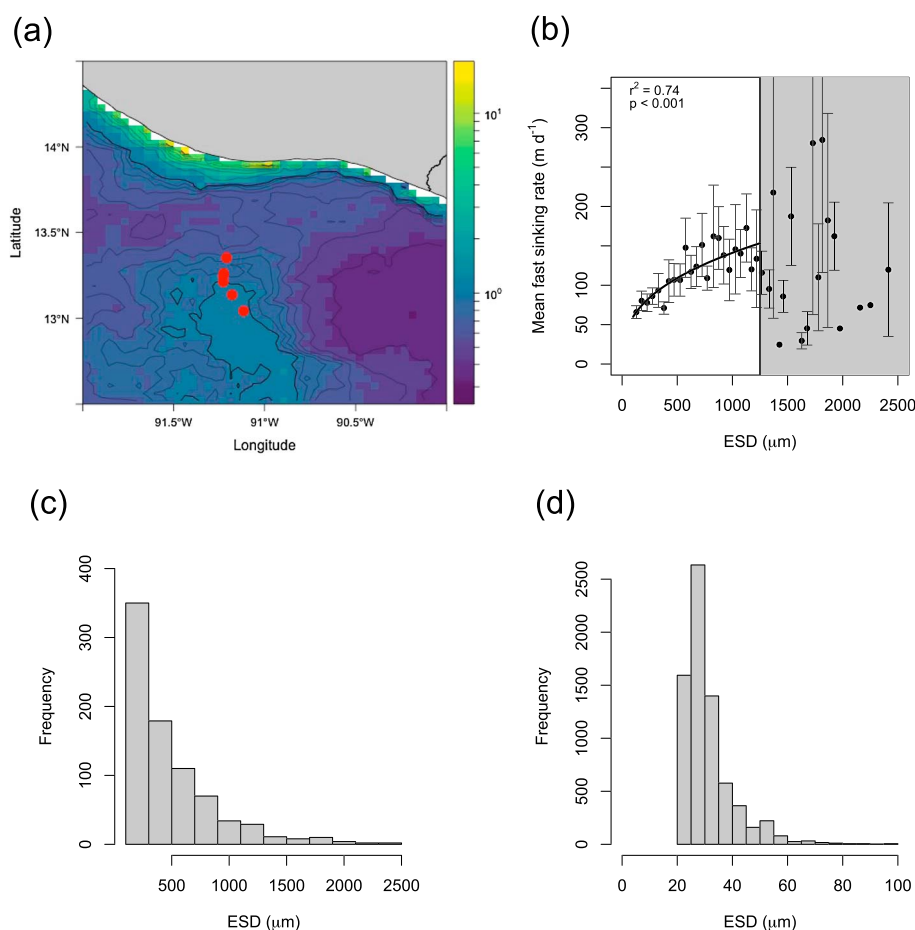 (a)
14°N
13.5°N
13°N
91.5°W
91°W
90.5°W
Latitude
Longitude
10¹
10⁰
(b)
r² = 0.74
p < 0.001
Mean fast sinking rate (m d⁻¹)
0
50
100
200
300
0
500
1000
1500
2000
2500
ESD (μm)
(c)
Frequency
0
100
200
300
400
500
1000
1500
2000
2500
ESD (μm)
(d)
Frequency
0
500
1000
1500
2000
2500
0
20
40
60
80
100
ESD (μm)